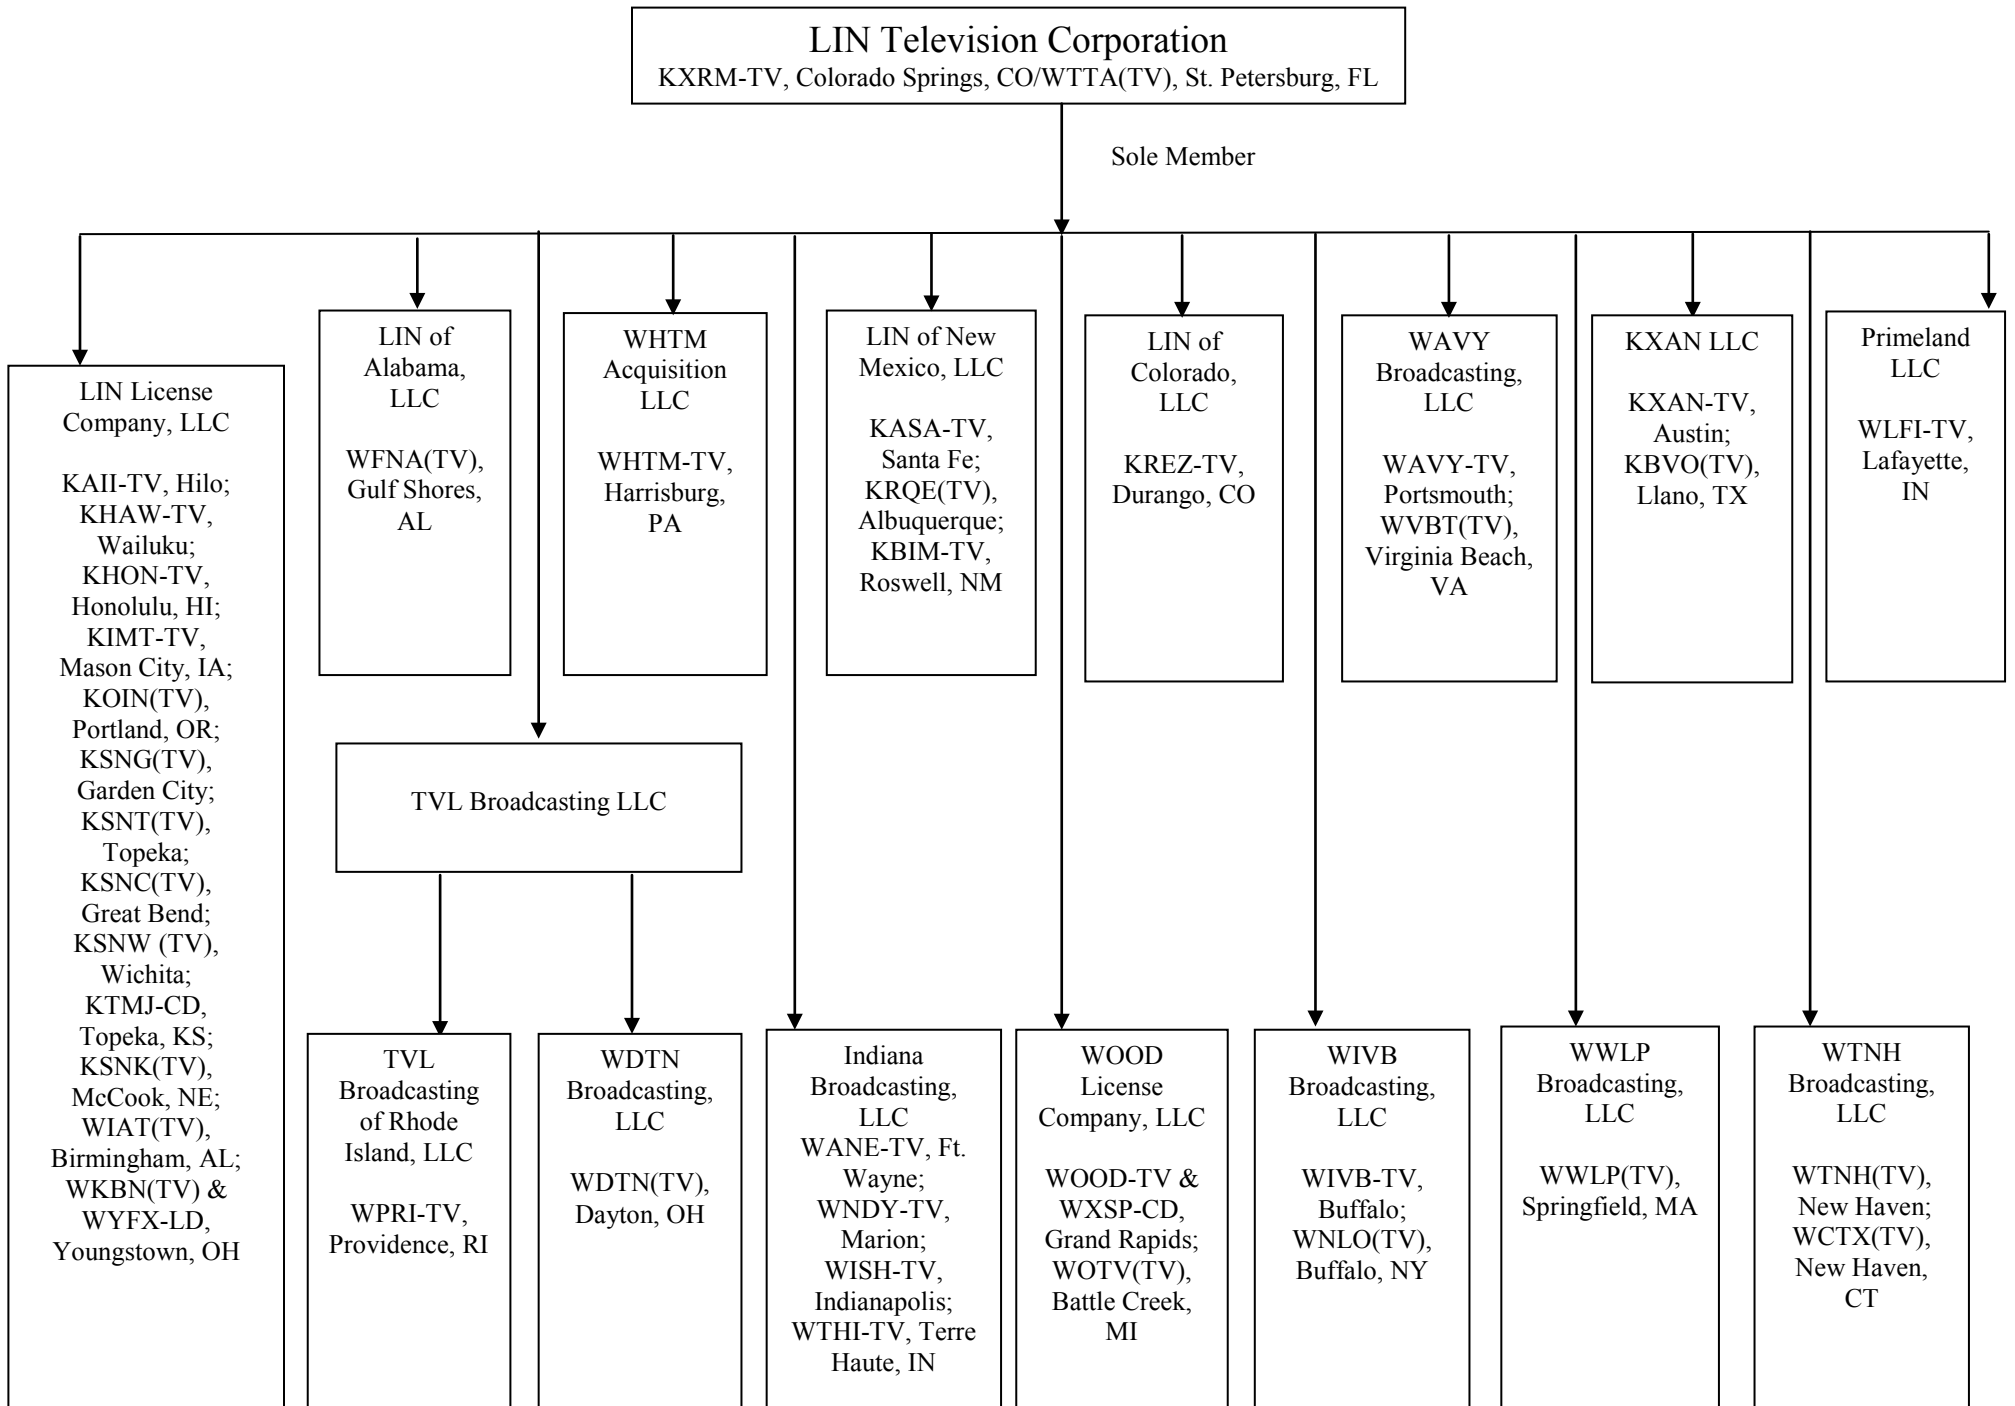 LIN Television Corporation
KXRM-TV, Colorado Springs, CO/WTTA(TV), St. Petersburg, FL
Sole Member
LIN License
Company, LLC
KAII-TV, Hilo;
KHAW-TV,
Wailuku;
KHON-TV,
Honolulu, HI;
KIMT-TV,
Mason City, IA;
KOIN(TV),
Portland, OR;
KSNG(TV),
Garden City;
KSNT(TV),
Topeka;
KSNC(TV),
Great Bend;
KSNW (TV),
Wichita;
KTMJ-CD,
Topeka, KS;
KSNK(TV),
McCook, NE;
WIAT(TV),
Birmingham, AL;
WKBN(TV) &
WYFX-LD,
Youngstown, OH
LIN of
Alabama,
LLC
WFNA(TV),
Gulf Shores,
AL
WHTM
Acquisition
LLC
WHTM-TV,
Harrisburg,
PA
LIN of New
Mexico, LLC
KASA-TV,
Santa Fe;
KRQE(TV),
Albuquerque;
KBIM-TV,
Roswell, NM
LIN of
Colorado,
LLC
KREZ-TV,
Durango, CO
WAVY
Broadcasting,
LLC
WAVY-TV,
Portsmouth;
WVBT(TV),
Virginia Beach,
VA
KXAN LLC
KXAN-TV,
Austin;
KBVO(TV),
Llano, TX
Primeland
LLC
WLFI-TV,
Lafayette,
IN
TVL Broadcasting LLC
TVL
Broadcasting
of Rhode
Island, LLC
WPRI-TV,
Providence, RI
WDTN
Broadcasting,
LLC
WDTN(TV),
Dayton, OH
Indiana
Broadcasting,
LLC
WANE-TV, Ft.
Wayne;
WNDY-TV,
Marion;
WISH-TV,
Indianapolis;
WTHI-TV, Terre
Haute, IN
WOOD
License
Company, LLC
WOOD-TV &
WXSP-CD,
Grand Rapids;
WOTV(TV),
Battle Creek,
MI
WIVB
Broadcasting,
LLC
WIVB-TV,
Buffalo;
WNLO(TV),
Buffalo, NY
WWLP
Broadcasting,
LLC
WWLP(TV),
Springfield, MA
WTNH
Broadcasting,
LLC
WTNH(TV),
New Haven;
WCTX(TV),
New Haven,
CT